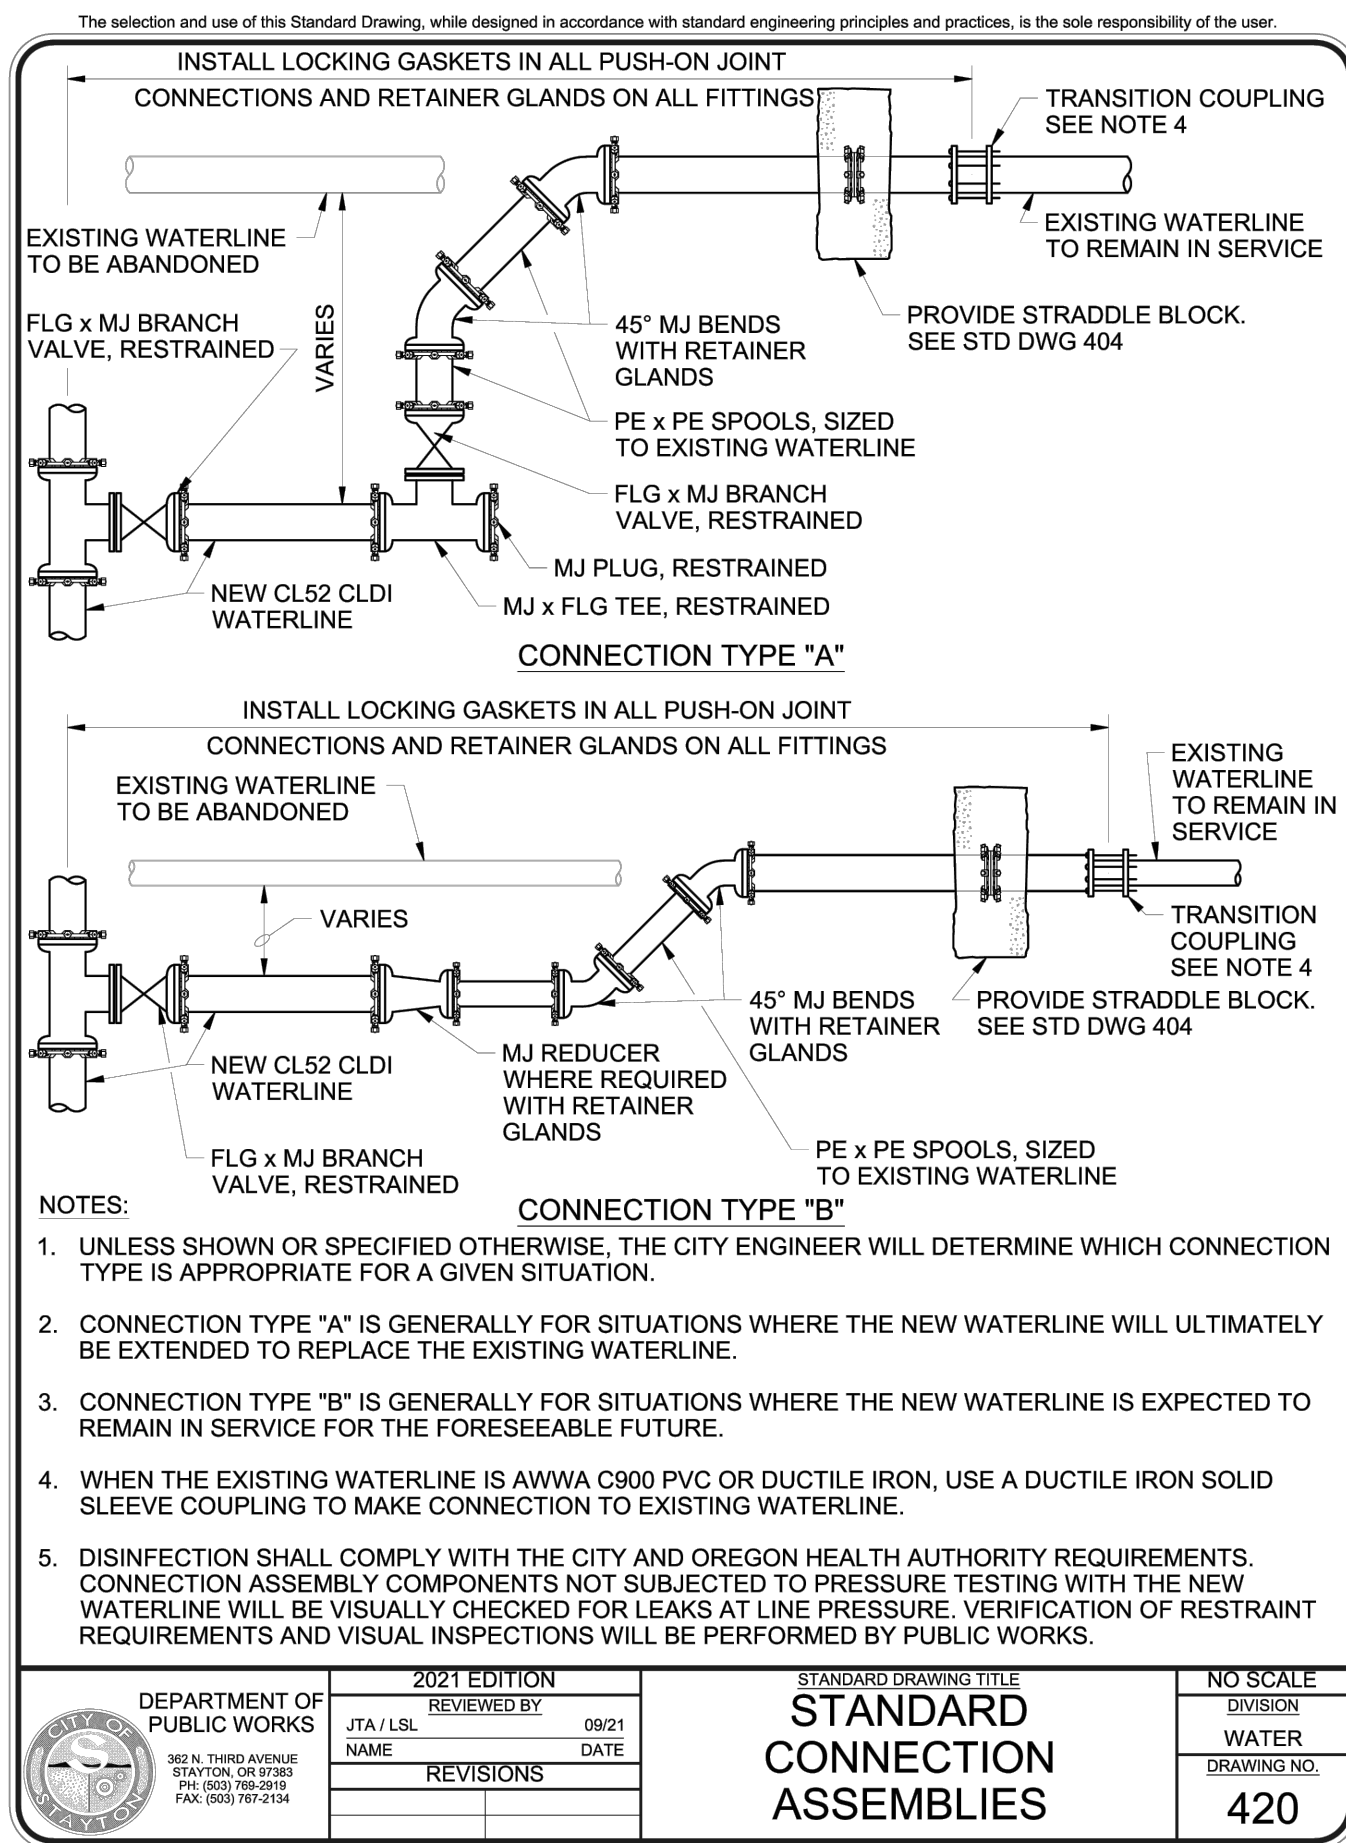 The selection and use of this Standard Drawing, while designed in accordance with standard engineering principles and practices, is the sole responsibility of the user.
INSTALL LOCKING GASKETS IN ALL PUSH-ON JOINT
CONNECTIONS AND RETAINER GLANDS ON ALL FITTINGS
TRANSITION COUPLING
SEE NOTE 4
EXISTING WATERLINE
TO BE ABANDONED
EXISTING WATERLINE
TO REMAIN IN SERVICE
FLG x MJ BRANCH
VALVE, RESTRAINED
VARIES
45° MJ BENDS
WITH RETAINER
GLANDS
PROVIDE STRADDLE BLOCK.
SEE STD DWG 404
PE x PE SPOOLS, SIZED
TO EXISTING WATERLINE
FLG x MJ BRANCH
VALVE, RESTRAINED
MJ PLUG, RESTRAINED
NEW CL52 CLDI
WATERLINE
MJ x FLG TEE, RESTRAINED
CONNECTION TYPE "A"
INSTALL LOCKING GASKETS IN ALL PUSH-ON JOINT
CONNECTIONS AND RETAINER GLANDS ON ALL FITTINGS
EXISTING
WATERLINE
TO REMAIN IN
SERVICE
EXISTING WATERLINE
TO BE ABANDONED
VARIES
TRANSITION
COUPLING
SEE NOTE 4
45° MJ BENDS
WITH RETAINER
GLANDS
PROVIDE STRADDLE BLOCK.
SEE STD DWG 404
NEW CL52 CLDI
WATERLINE
MJ REDUCER
WHERE REQUIRED
WITH RETAINER
GLANDS
FLG x MJ BRANCH
VALVE, RESTRAINED
PE x PE SPOOLS, SIZED
TO EXISTING WATERLINE
CONNECTION TYPE "B"
NOTES:
1. UNLESS SHOWN OR SPECIFIED OTHERWISE, THE CITY ENGINEER WILL DETERMINE WHICH CONNECTION
TYPE IS APPROPRIATE FOR A GIVEN SITUATION.
2. CONNECTION TYPE "A" IS GENERALLY FOR SITUATIONS WHERE THE NEW WATERLINE WILL ULTIMATELY
BE EXTENDED TO REPLACE THE EXISTING WATERLINE.
3. CONNECTION TYPE "B" IS GENERALLY FOR SITUATIONS WHERE THE NEW WATERLINE IS EXPECTED TO
REMAIN IN SERVICE FOR THE FORESEEABLE FUTURE.
4. WHEN THE EXISTING WATERLINE IS AWWA C900 PVC OR DUCTILE IRON, USE A DUCTILE IRON SOLID
SLEEVE COUPLING TO MAKE CONNECTION TO EXISTING WATERLINE.
5. DISINFECTION SHALL COMPLY WITH THE CITY AND OREGON HEALTH AUTHORITY REQUIREMENTS.
CONNECTION ASSEMBLY COMPONENTS NOT SUBJECTED TO PRESSURE TESTING WITH THE NEW
WATERLINE WILL BE VISUALLY CHECKED FOR LEAKS AT LINE PRESSURE. VERIFICATION OF RESTRAINT
REQUIREMENTS AND VISUAL INSPECTIONS WILL BE PERFORMED BY PUBLIC WORKS.
CITY OF
S
STAYTON
DEPARTMENT OF
PUBLIC WORKS
362 N. THIRD AVENUE
STAYTON, OR 97383
PH: (503) 769-2919
FAX: (503) 767-2134
2021 EDITION
REVIEWED BY
JTA / LSL 09/21
NAME DATE
REVISIONS
STANDARD DRAWING TITLE
STANDARD
CONNECTION
ASSEMBLIES
NO SCALE
DIVISION
WATER
DRAWING NO.
420